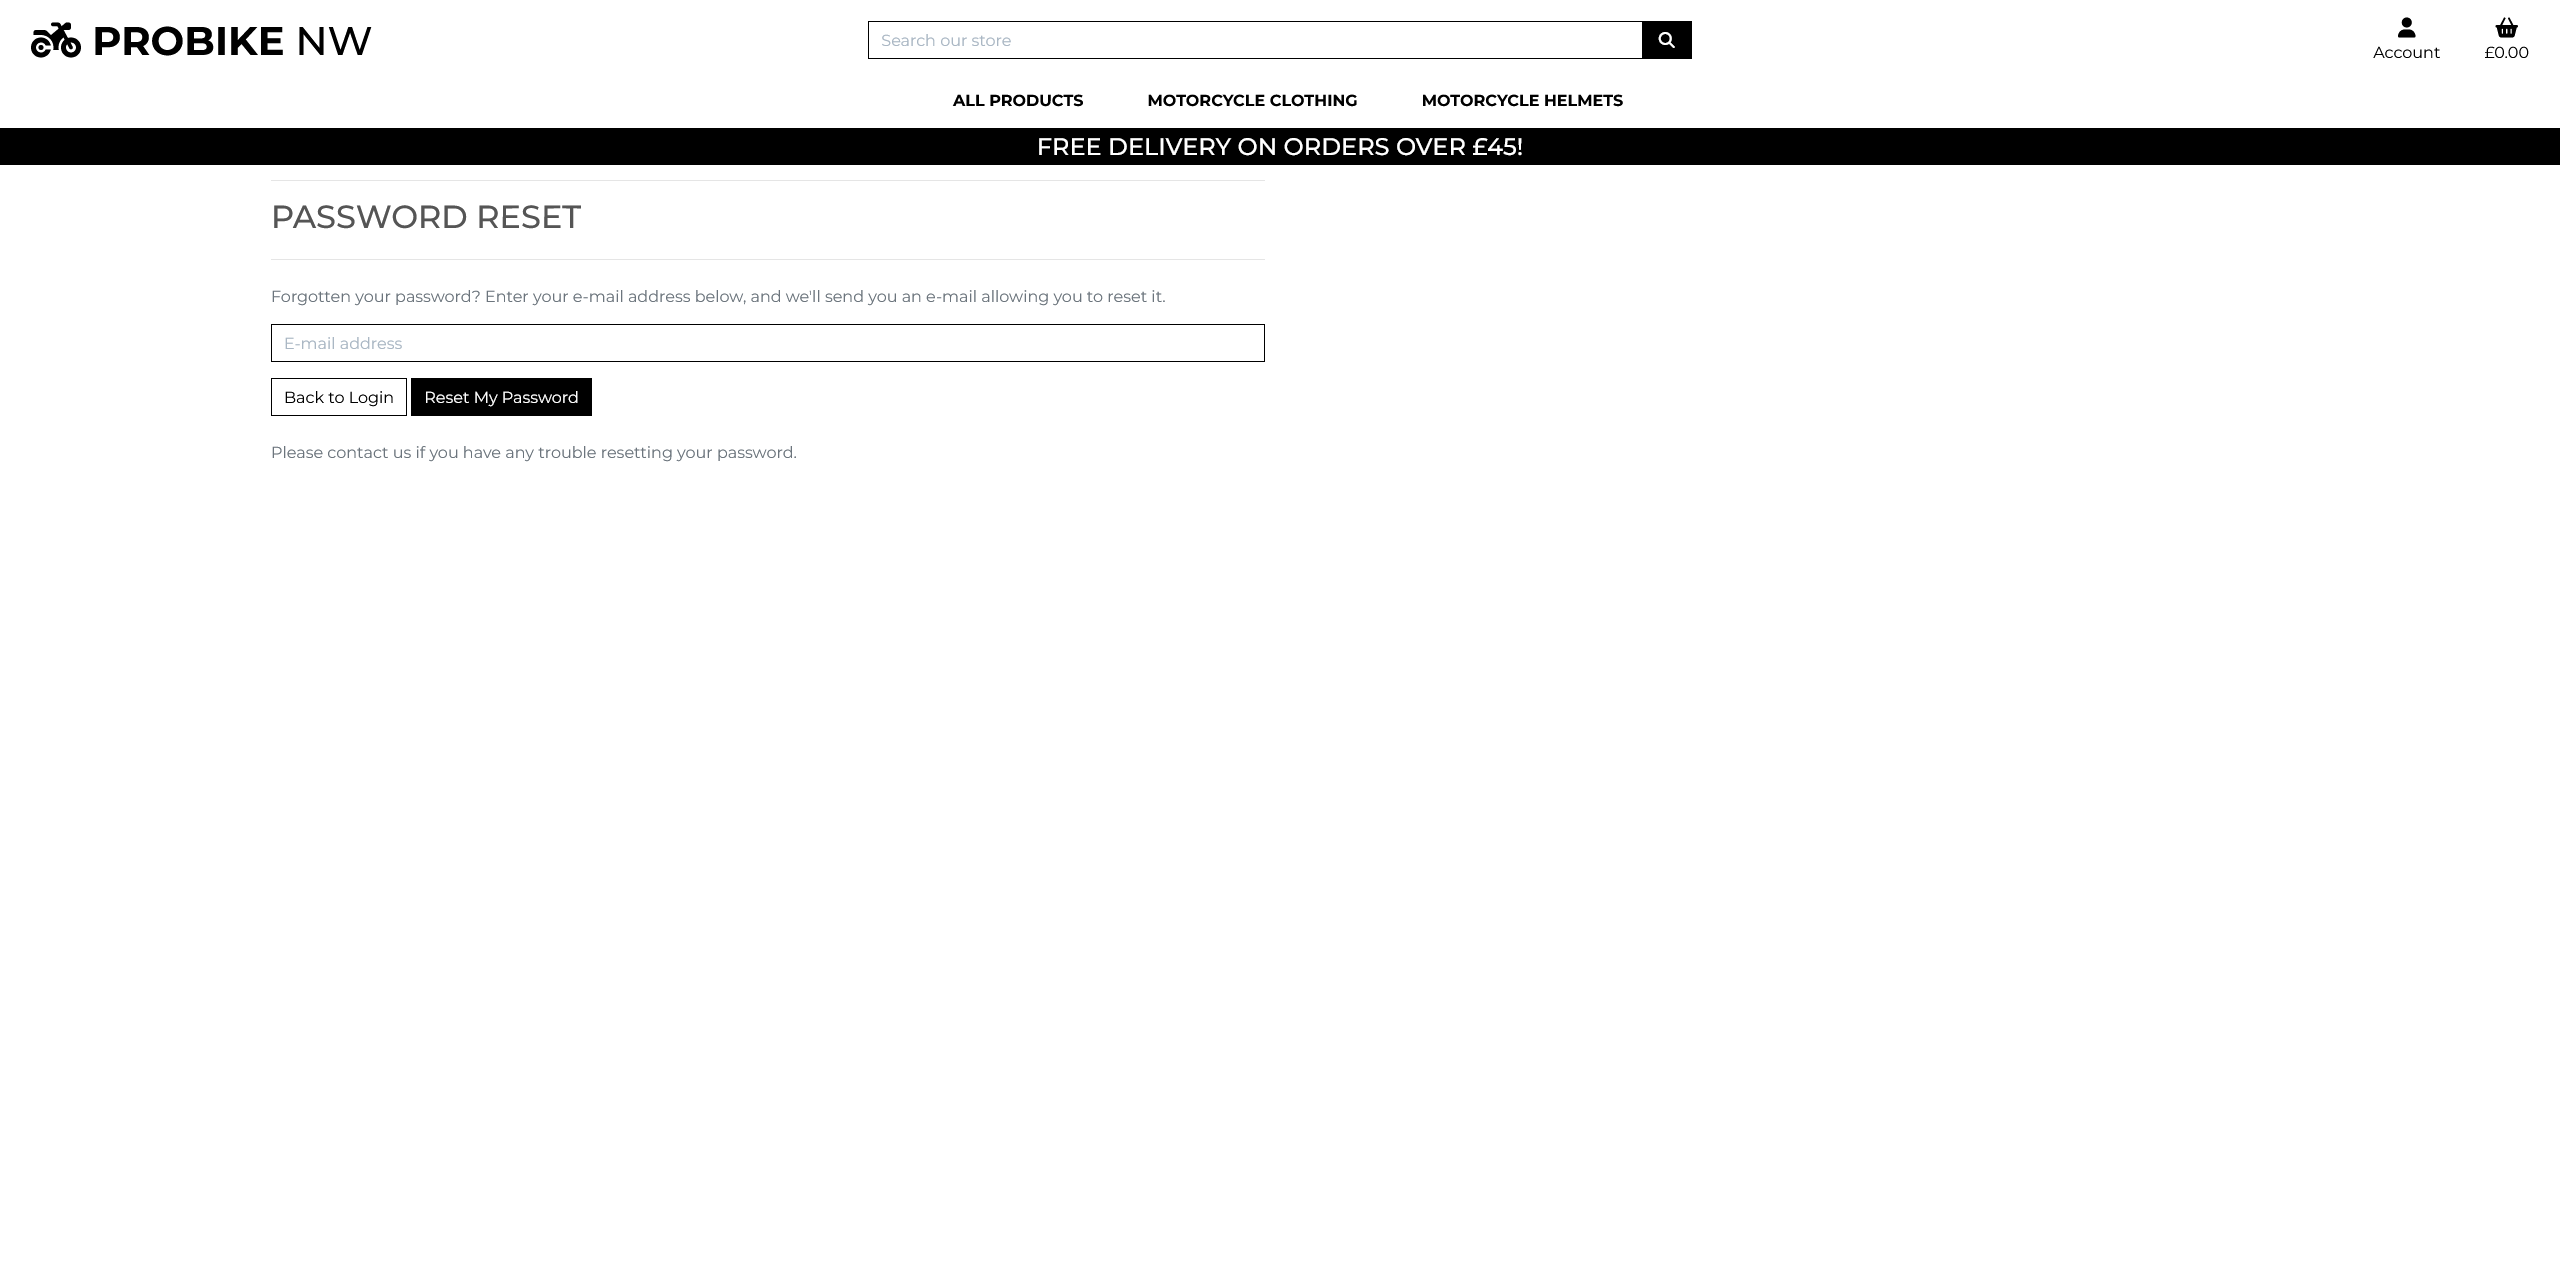 PROBIKE NW
Search our store
Account
£0.00
ALL PRODUCTS
MOTORCYCLE CLOTHING
MOTORCYCLE HELMETS
FREE DELIVERY ON ORDERS OVER £45!
PASSWORD RESET
Forgotten your password? Enter your e-mail address below, and we'll send you an e-mail allowing you to reset it.
E-mail address
Back to Login
Reset My Password
Please contact us if you have any trouble resetting your password.